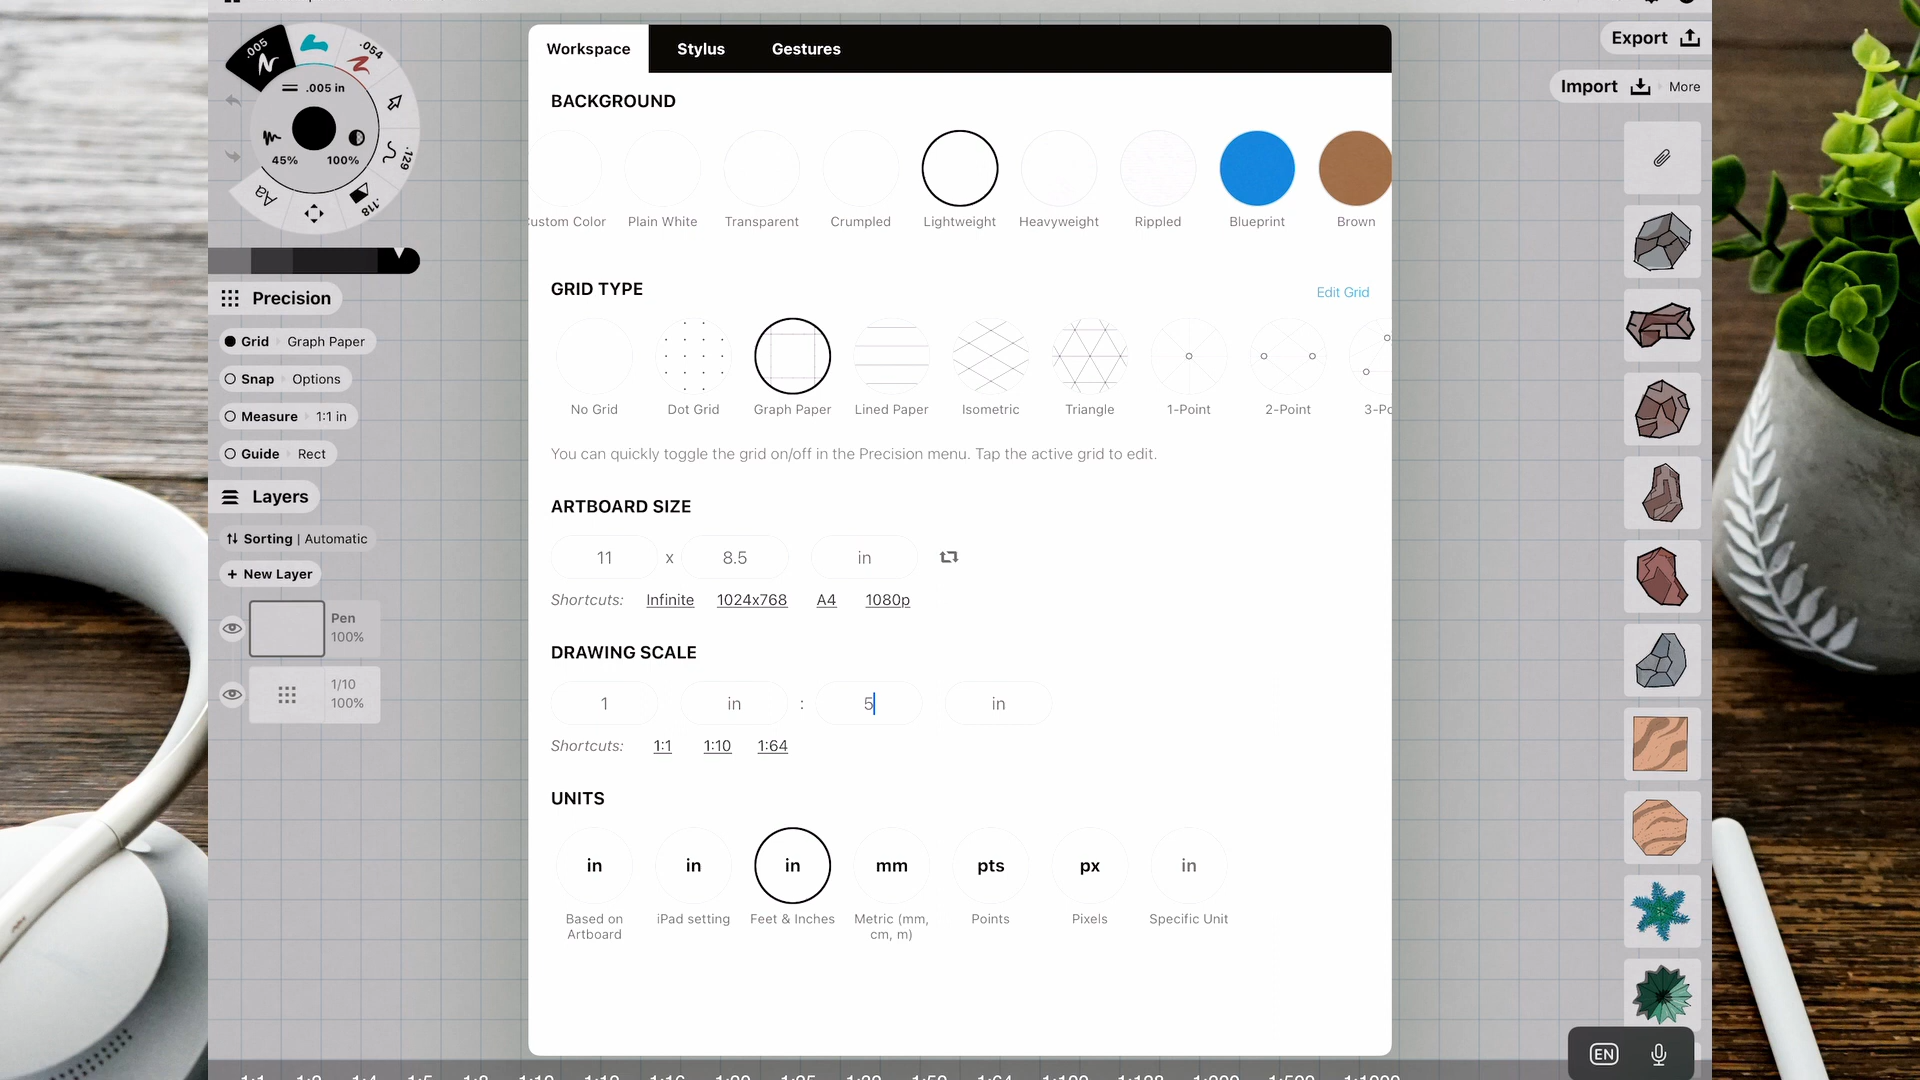 Workspace
Stylus
Gestures
BACKGROUND
Custom Color
Plain White
Transparent
Crumpled
Lightweight
Heavyweight
Rippled
Blueprint
Brown
GRID TYPE
Edit Grid
No Grid
Dot Grid
Graph Paper
Lined Paper
Isometric
Triangle
1-Point
2-Point
3-Po
You can quickly toggle the grid on/off in the Precision menu. Tap the active grid to edit.
ARTBOARD SIZE
11 x 8.5 in
Shortcuts: Infinite 1024x768 A4 1080p
DRAWING SCALE
1 in : 5 in
Shortcuts: 1:1 1:10 1:64
UNITS
in
in
in
mm
pts
px
in
Based on
Artboard
iPad setting
Feet & Inches
Metric (mm,
cm, m)
Points
Pixels
Specific Unit
.005
.054
.129
.118
Aa
.005 in
45%
100%
Precision
Grid Graph Paper
Snap Options
Measure 1:1 in
Guide Rect
Layers
Sorting | Automatic
+ New Layer
Pen
100%
1/10
100%
Export
Import More
EN